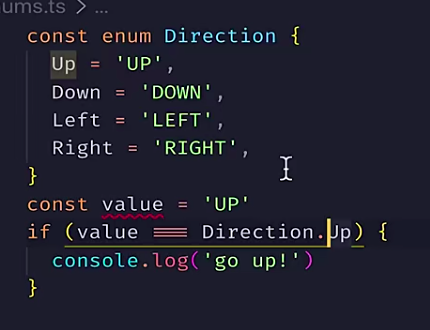 ums.ts > ...
const enum Direction {
Up = 'UP',
Down = 'DOWN',
Left = 'LEFT',
Right = 'RIGHT',
}
const value = 'UP'
if (value === Direction.Up) {
console.log('go up!')
}